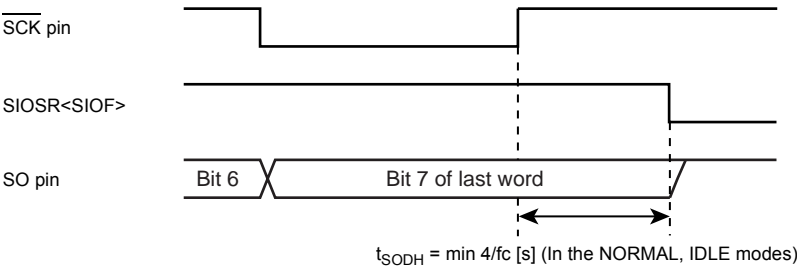 SCK pin
SIOSR<SIOF>
SO pin Bit 6 Bit 7 of last word
tSODH = min 4/fc [s] (In the NORMAL, IDLE modes)